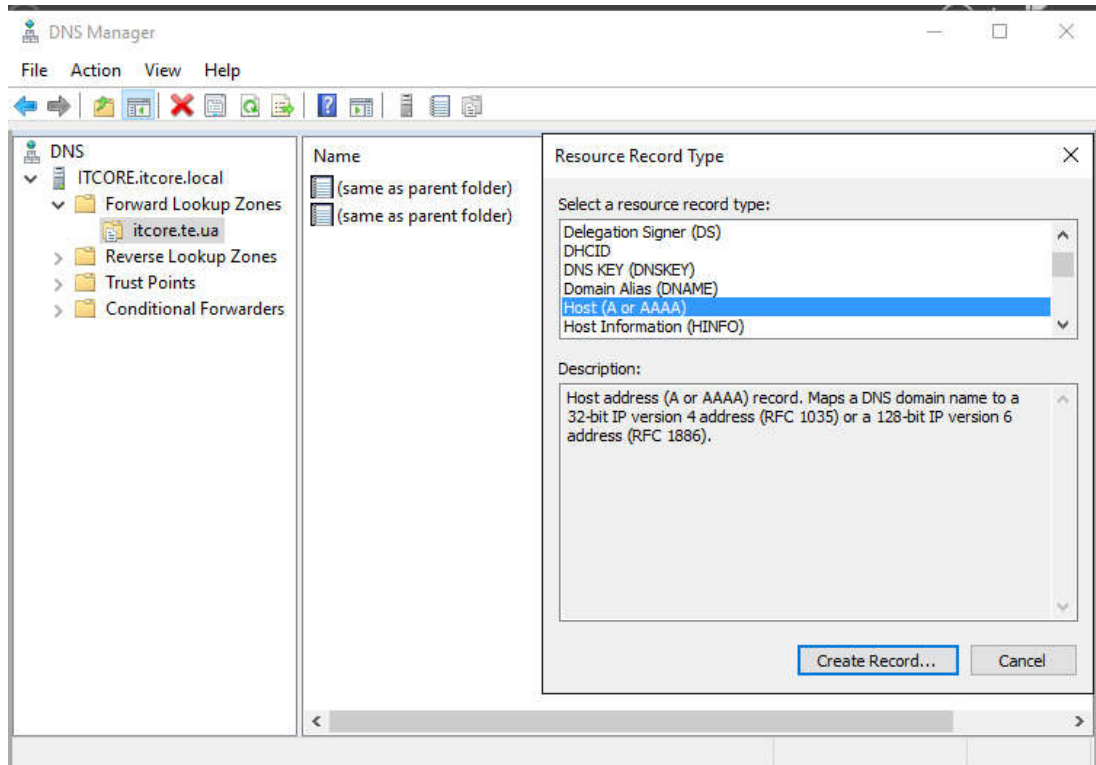 DNS Manager
File Action View Help
DNS
ITCORE.itcore.local
Forward Lookup Zones
itcore.te.ua
Reverse Lookup Zones
Trust Points
Conditional Forwarders
Name
(same as parent folder)
(same as parent folder)
Resource Record Type
Select a resource record type:
Delegation Signer (DS)
DHCID
DNS KEY (DNSKEY)
Domain Alias (DNAME)
Host (A or AAAA)
Host Information (HINFO)
Description:
Host address (A or AAAA) record. Maps a DNS domain name to a
32-bit IP version 4 address (RFC 1035) or a 128-bit IP version 6
address (RFC 1886).
Create Record...
Cancel